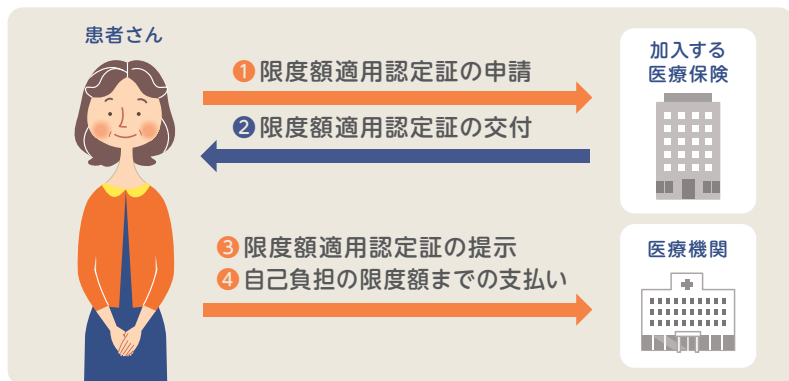 患者さん
❶限度額適用認定証の申請
❷限度額適用認定証の交付
加入する
医療保険
❸限度額適用認定証の提示
❹自己負担の限度額までの支払い
医療機関